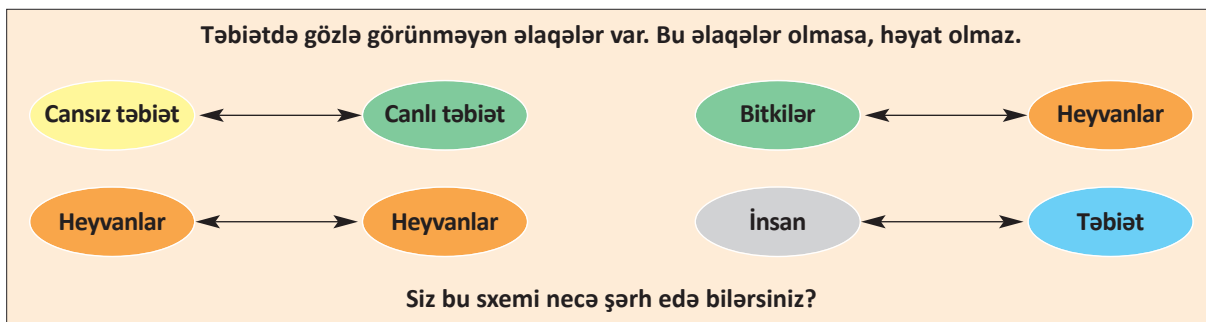 Təbiətdə gözlə görünməyən əlaqələr var. Bu əlaqələr olmasa, həyat olmaz.
Cansız təbiət
Canlı təbiət
Bitkilər
Heyvanlar
Heyvanlar
Heyvanlar
İnsan
Təbiət
Siz bu sxemi necə şərh edə bilərsiniz?